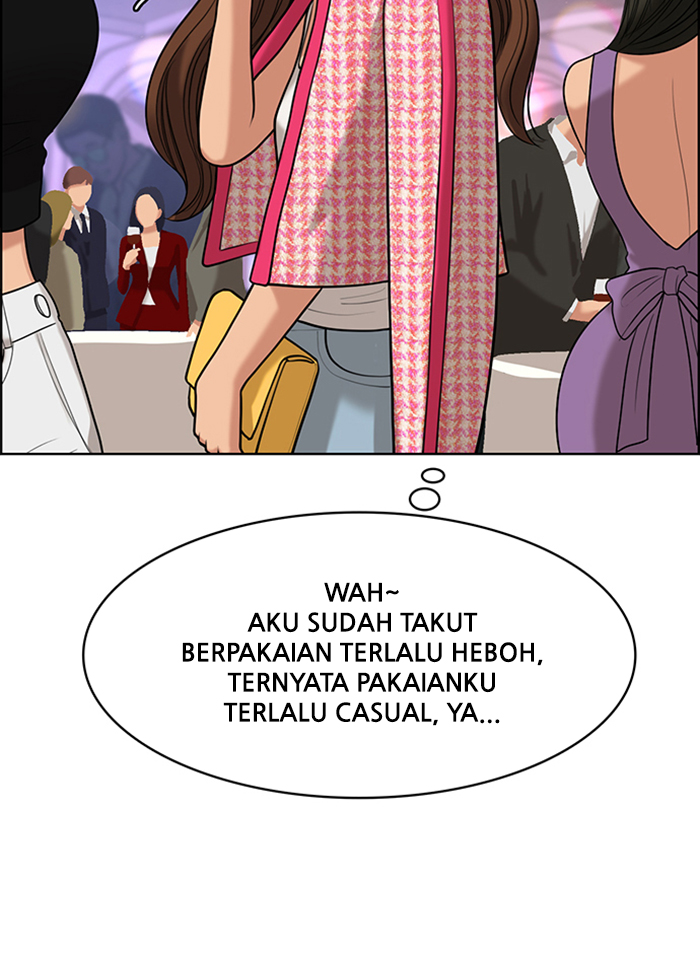 WAH~
AKU SUDAH TAKUT
BERPAKAIAN TERLALU HEBOH,
TERNYATA PAKAIANKU
TERLALU CASUAL, YA...